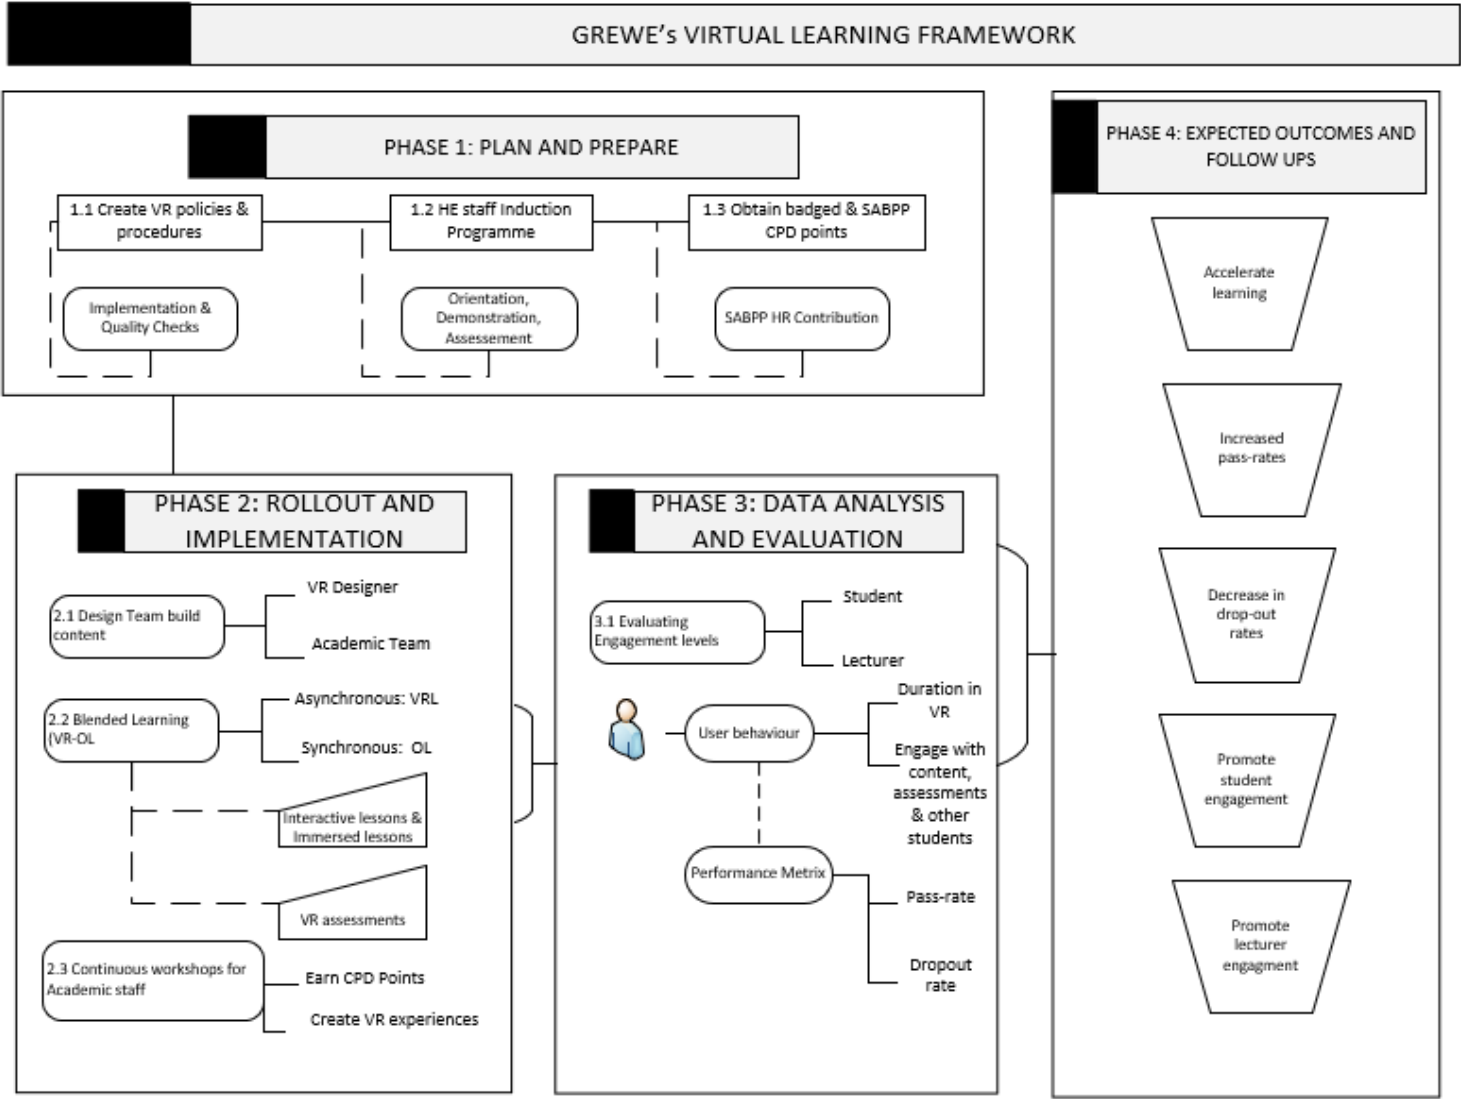 GREWE's VIRTUAL LEARNING FRAMEWORK
PHASE 1: PLAN AND PREPARE
1.1 Create VR policies &
procedures
1.2 HE staff Induction
Programme
1.3 Obtain badged & SABPP
CPD points
Implementation &
Quality Checks
Orientation,
Demonstration,
Assessement
SABPP HR Contribution
PHASE 2: ROLLOUT AND
IMPLEMENTATION
2.1 Design Team build
content
VR Designer
Academic Team
2.2 Blended Learning
(VR-OL
Asynchronous: VRL
Synchronous: OL
Interactive lessons &
Immersed lessons
VR assessments
2.3 Continuous workshops for
Academic staff
Earn CPD Points
Create VR experiences
PHASE 3: DATA ANALYSIS
AND EVALUATION
3.1 Evaluating
Engagement levels
Student
Lecturer
User behaviour
Duration in
VR
Engage with
content,
assessments
& other
students
Performance Metrix
Pass-rate
Dropout
rate
PHASE 4: EXPECTED OUTCOMES AND
FOLLOW UPS
Accelerate
learning
Increased
pass-rates
Decrease in
drop-out
rates
Promote
student
engagement
Promote
lecturer
engagment